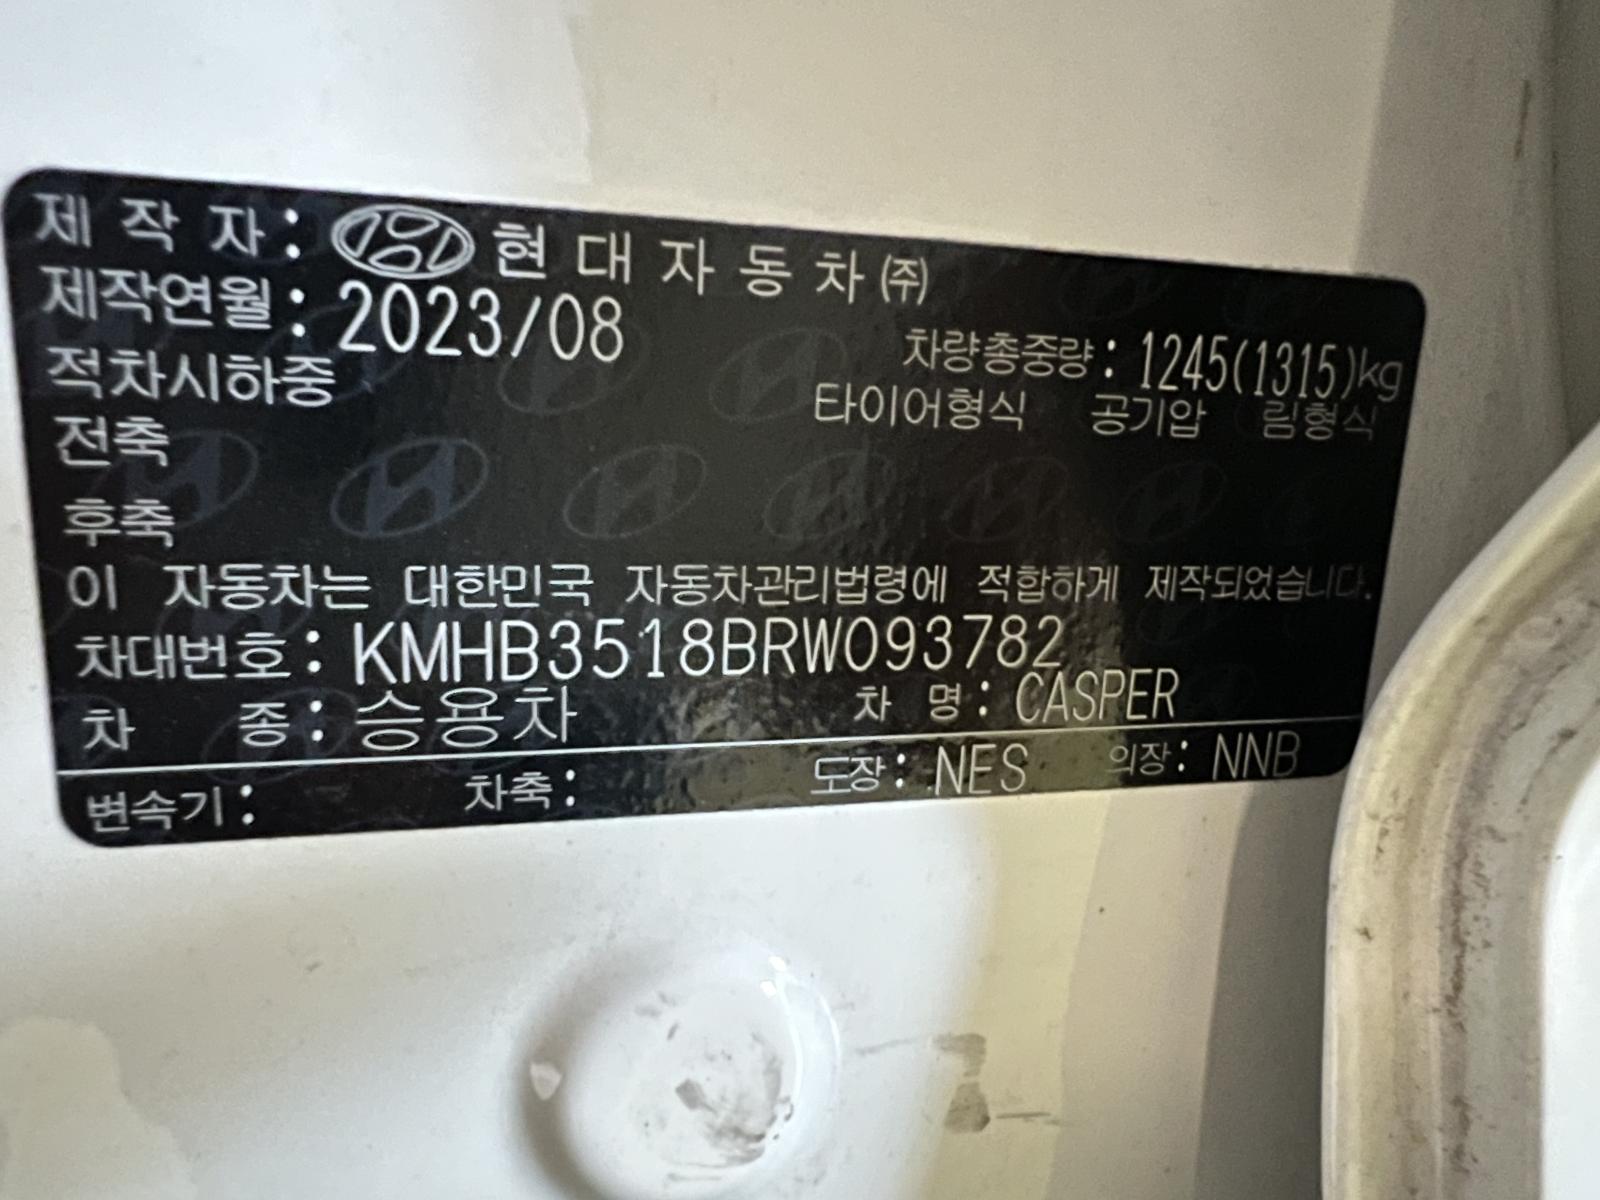 제 작 자 : 현 대 자 동 차 ㈜
제작연월 : 2023/08
차량총중량 : 1245(1315)kg
적차시하중 타이어형식 공기압 림형식
전축
후축
이 자동차는 대한민국 자동차관리법령에 적합하게 제작되었습니다.
차대번호 : KMHB3518BRW093782
차 종 : 승용차 차 명 : CASPER
변속기 : 차축 : 도장 : NES 의장 : NNB